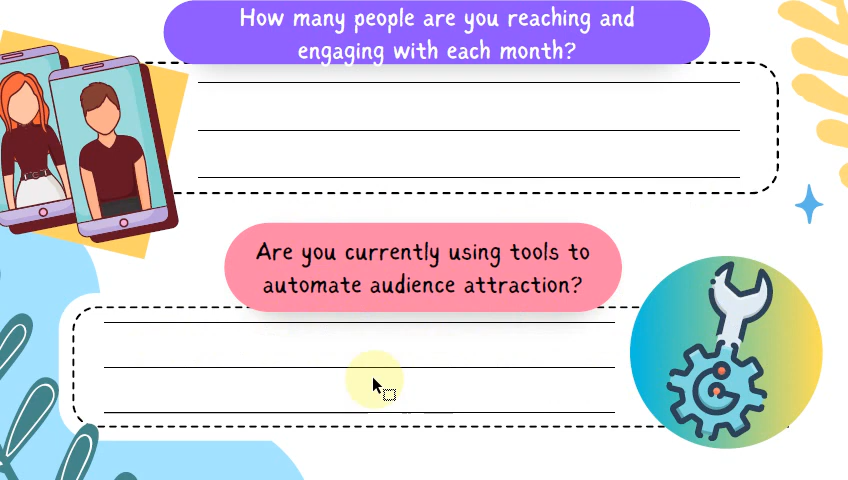 How many people are you reaching and
engaging with each month?
Are you currently using tools to
automate audience attraction?